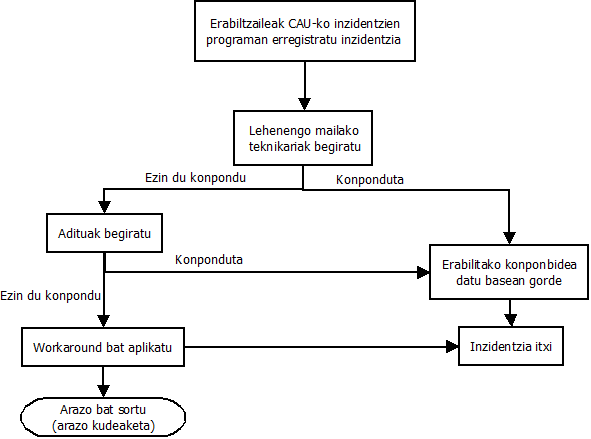 Erabiltzaileak CAU-ko inzidentzien
programan erregistratu inzidentzia
Lehenengo mailako
teknikariak begiratu
Ezin du konpondu
Konponduta
Adituak begiratu
Konponduta
Erabilitako konponbidea
datu basean gorde
Ezin du konpondu
Workaround bat aplikatu
Inzidentzia itxi
Arazo bat sortu
(arazo kudeaketa)